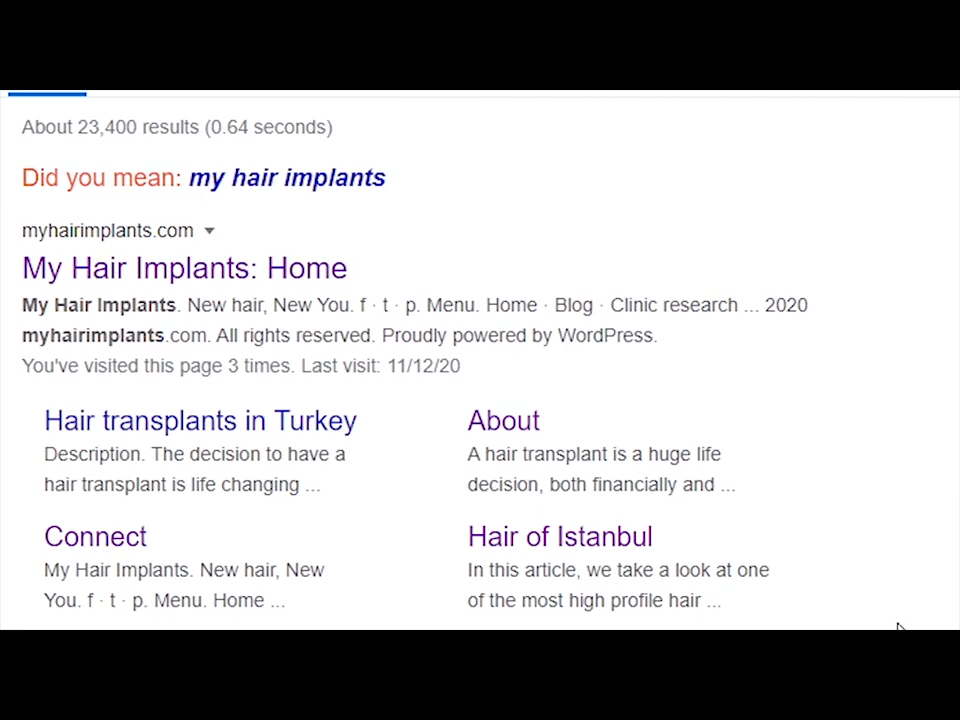 About 23,400 results (0.64 seconds)
Did you mean: my hair implants
myhairimplants.com
My Hair Implants: Home
My Hair Implants. New hair, New You. f · t · p. Menu. Home · Blog · Clinic research ... 2020
myhairimplants.com. All rights reserved. Proudly powered by WordPress.
You've visited this page 3 times. Last visit: 11/12/20
Hair transplants in Turkey
Description. The decision to have a
hair transplant is life changing ...
About
A hair transplant is a huge life
decision, both financially and ...
Connect
My Hair Implants. New hair, New
You. f · t · p. Menu. Home ...
Hair of Istanbul
In this article, we take a look at one
of the most high profile hair ...